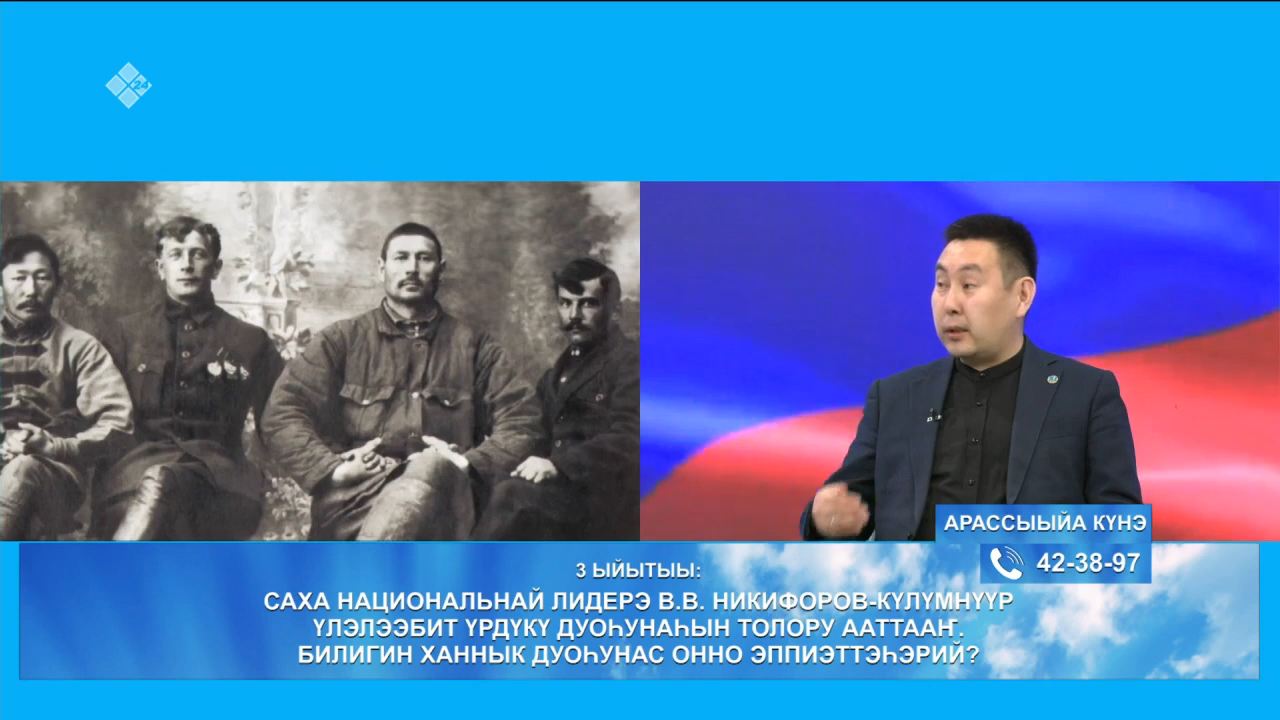 24
АРАССЫЫЙА КҮНЭ
42-38-97
3 ЫЙЫТЫЫ:
САХА НАЦИОНАЛЬНАЙ ЛИДЕРЭ В.В. НИКИФОРОВ-КҮЛҮМНҮҮР
ҮЛЭЛЭЭБИТ ҮРДҮКҮ ДУОҺУНАҺЫН ТОЛОРУ ААТТААҤ.
БИЛИГИН ХАННЫК ДУОҺУНАС ОННО ЭППИЭТТЭҺЭРИЙ?